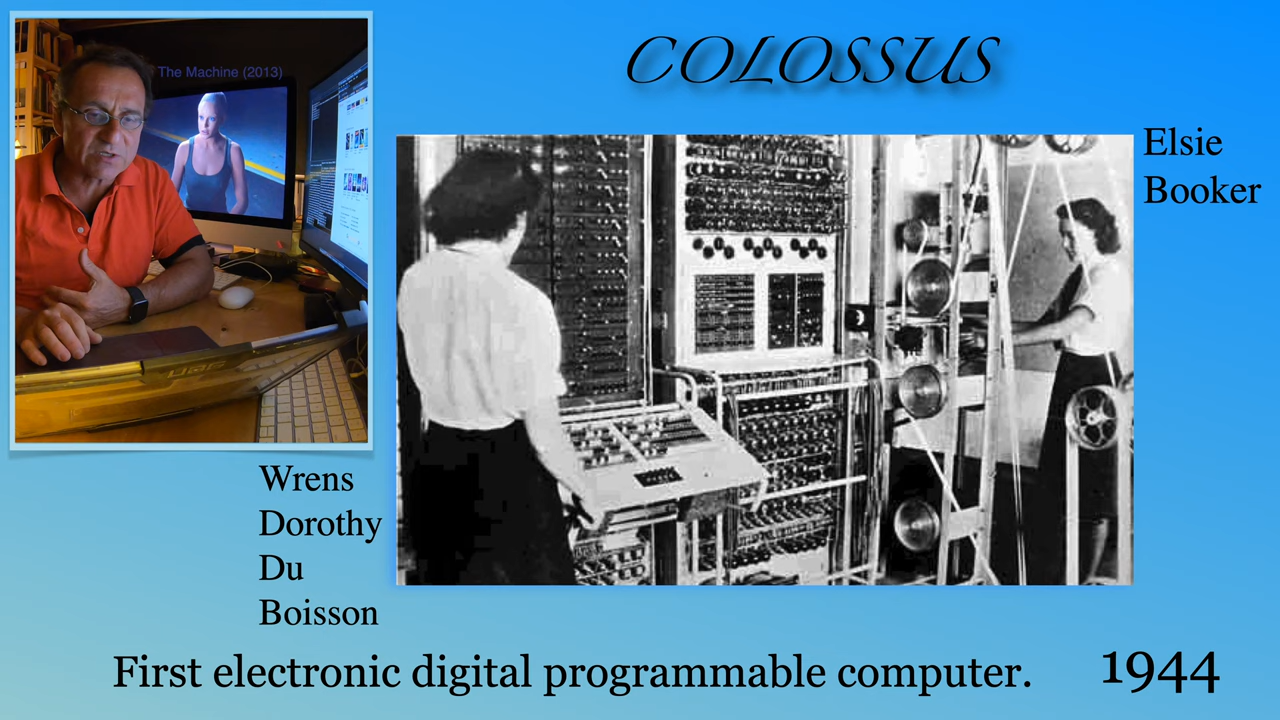 COLOSSUS
The Machine (2013)
Elsie
Booker
Wrens
Dorothy
Du
Boisson
First electronic digital programmable computer.
1944